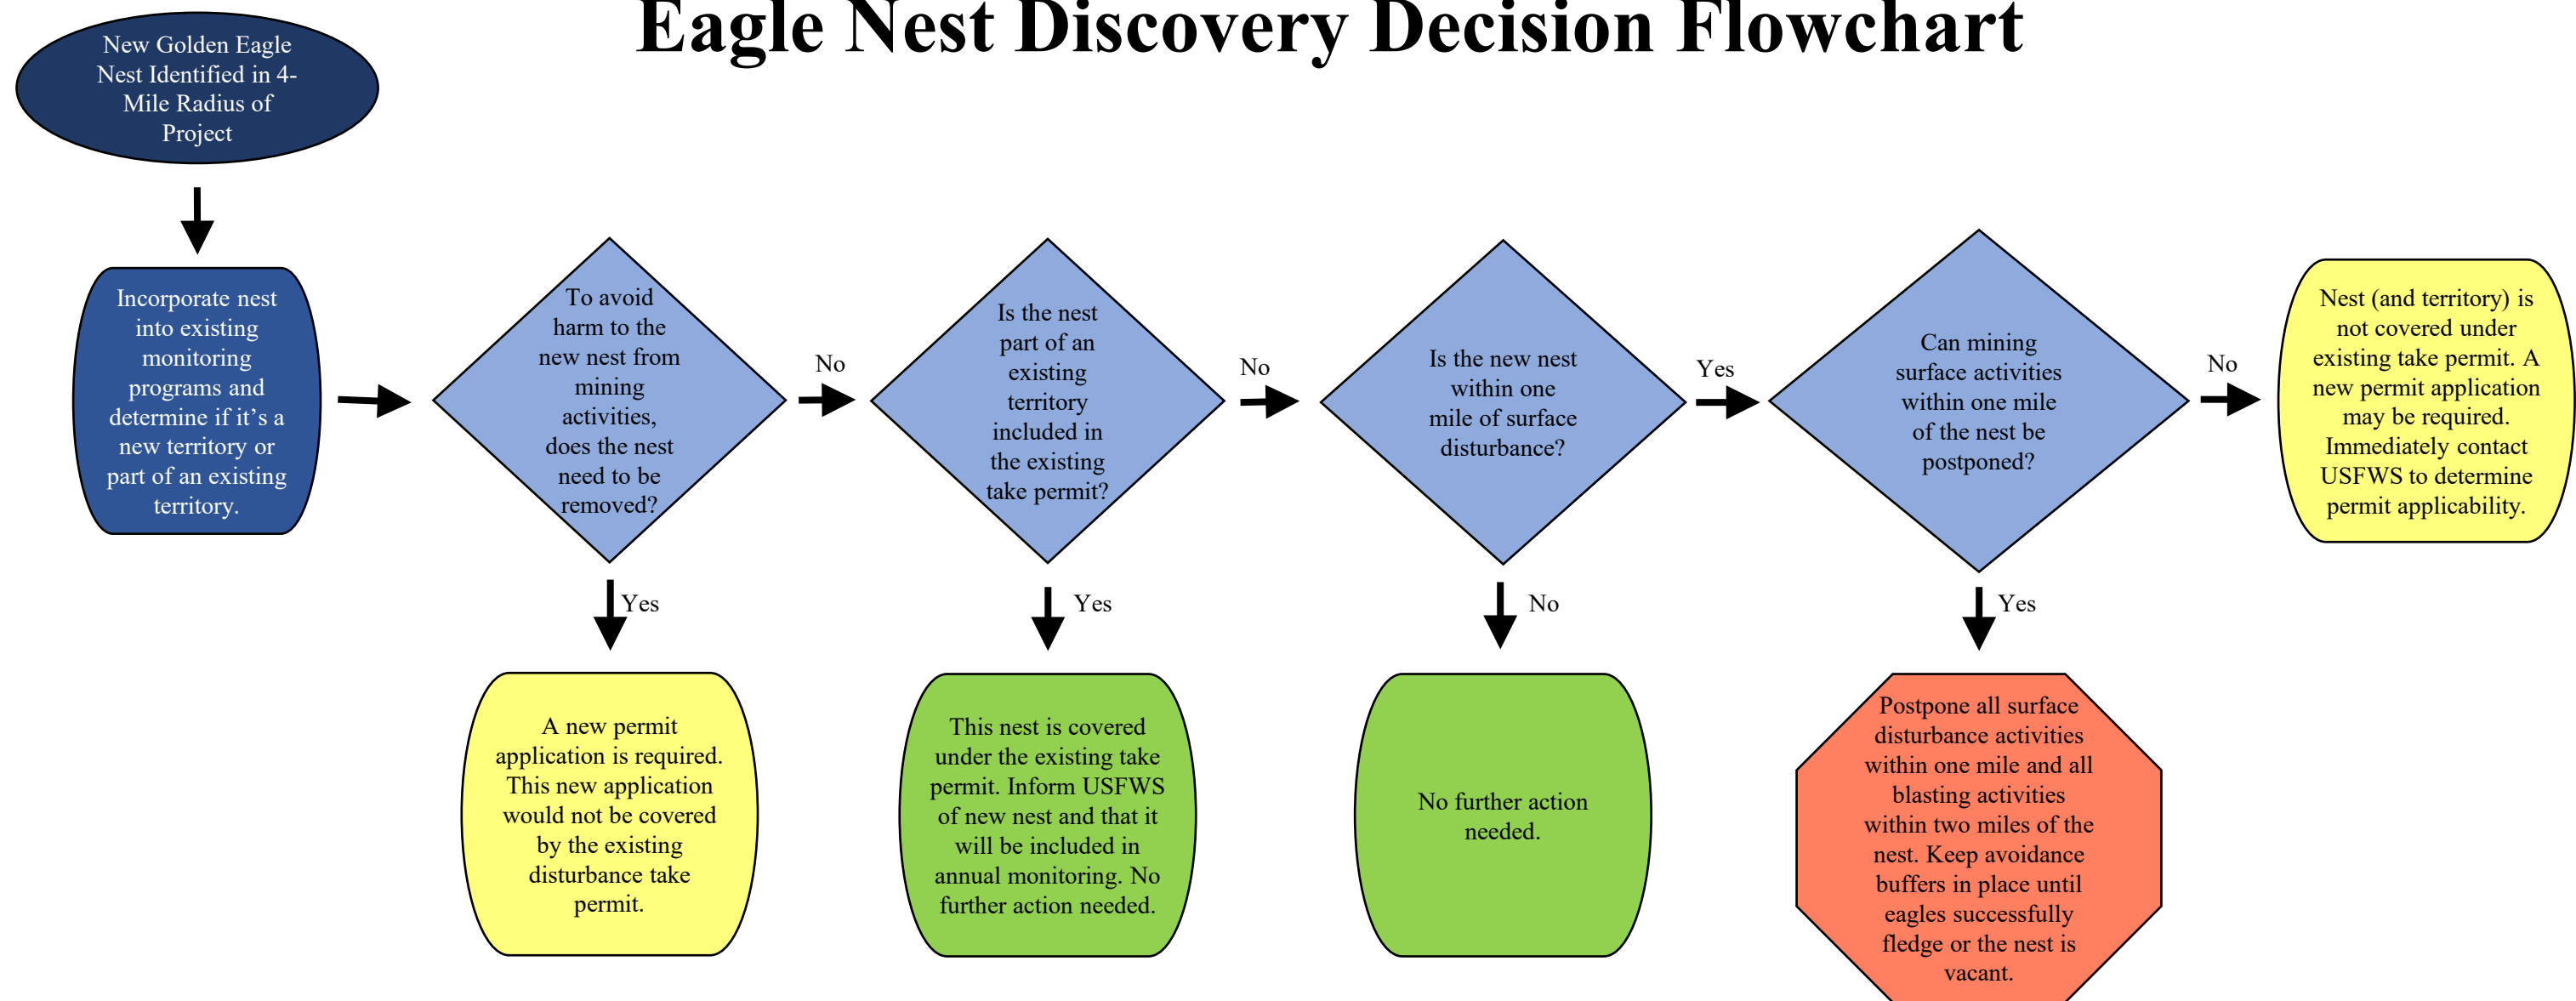 Eagle Nest Discovery Decision Flowchart
New Golden Eagle
Nest Identified in 4-
Mile Radius of
Project
Incorporate nest
into existing
monitoring
programs and
determine if it’s a
new territory or
part of an existing
territory.
To avoid
harm to the
new nest from
mining
activities,
does the nest
need to be
removed?
No
Yes
A new permit
application is required.
This new application
would not be covered
by the existing
disturbance take
permit.
Is the nest
part of an
existing
territory
included in
the existing
take permit?
No
Yes
This nest is covered
under the existing take
permit. Inform USFWS
of new nest and that it
will be included in
annual monitoring. No
further action needed.
Is the new nest
within one
mile of surface
disturbance?
Yes
No
No further action
needed.
Can mining
surface activities
within one mile
of the nest be
postponed?
No
Yes
Postpone all surface
disturbance activities
within one mile and all
blasting activities
within two miles of the
nest. Keep avoidance
buffers in place until
eagles successfully
fledge or the nest is
vacant.
Nest (and territory) is
not covered under
existing take permit. A
new permit application
may be required.
Immediately contact
USFWS to determine
permit applicability.